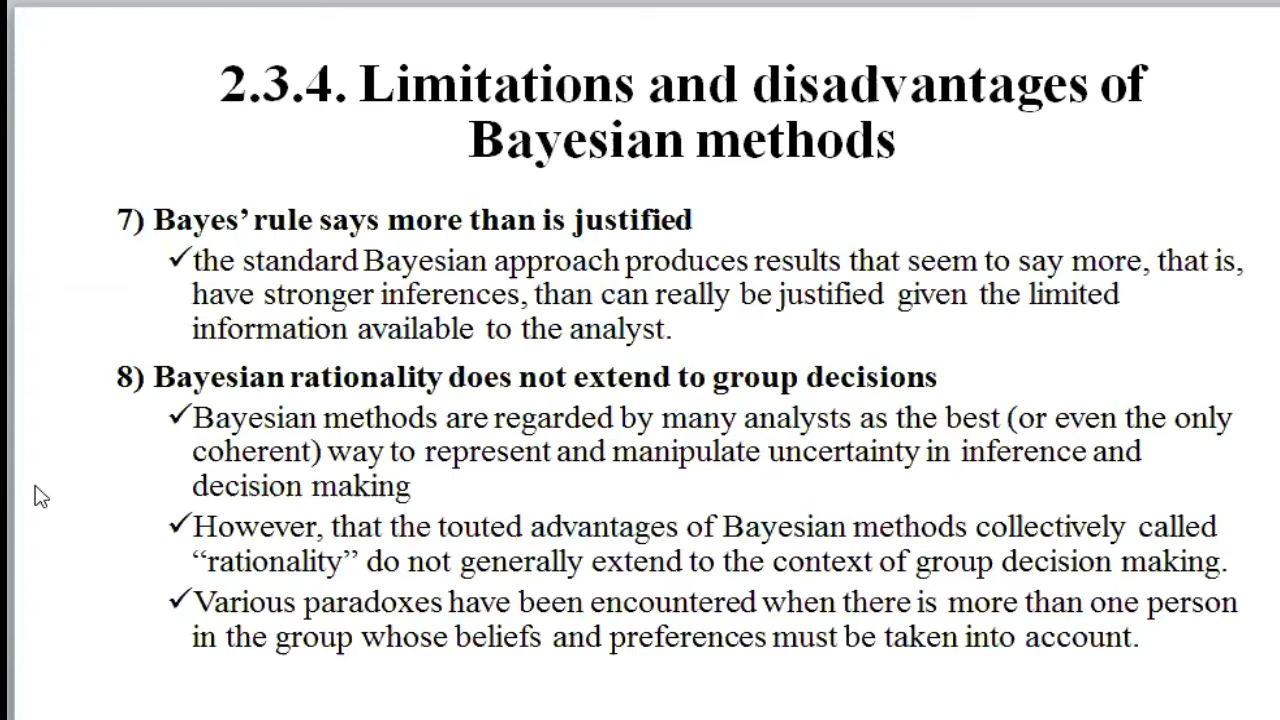 2.3.4. Limitations and disadvantages of
Bayesian methods
7) Bayes’ rule says more than is justified
✓the standard Bayesian approach produces results that seem to say more, that is,
have stronger inferences, than can really be justified given the limited
information available to the analyst.
8) Bayesian rationality does not extend to group decisions
✓Bayesian methods are regarded by many analysts as the best (or even the only
coherent) way to represent and manipulate uncertainty in inference and
decision making
✓However, that the touted advantages of Bayesian methods collectively called
“rationality” do not generally extend to the context of group decision making.
✓Various paradoxes have been encountered when there is more than one person
in the group whose beliefs and preferences must be taken into account.